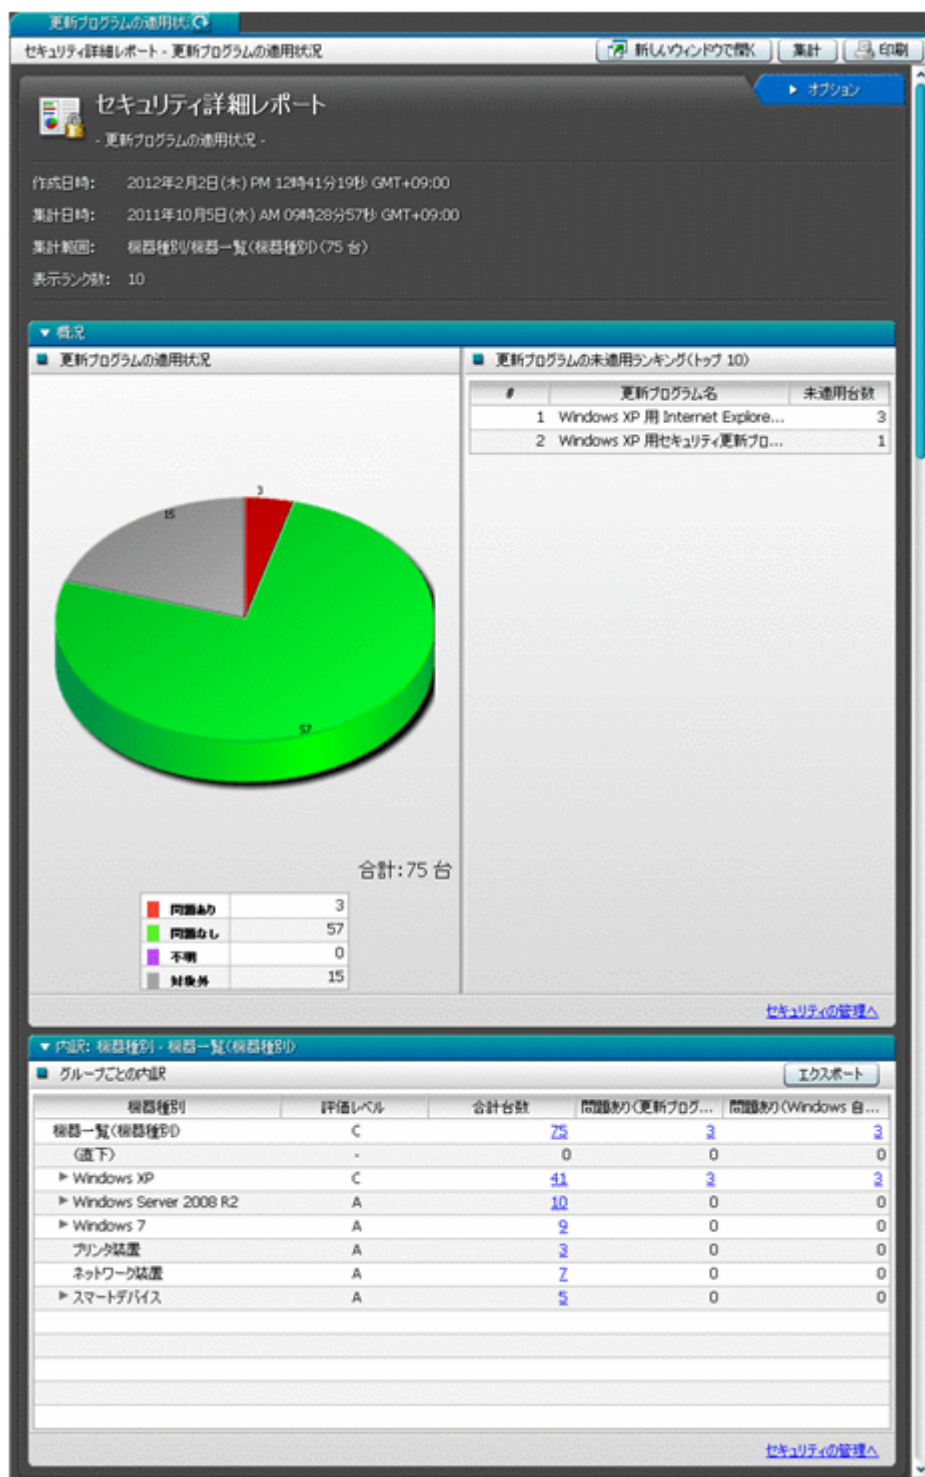 更新プログラムの適用状況
セキュリティ詳細レポート - 更新プログラムの適用状況
新しいウィンドウで開く
集計
印刷
オプション
セキュリティ詳細レポート
- 更新プログラムの適用状況 -
作成日時: 2012年2月2日(木) PM 12時41分19秒 GMT+09:00
集計日時: 2011年10月5日(水) AM 09時28分57秒 GMT+09:00
集計範囲: 機器種別/機器一覧(機器種別)(75 台)
表示ランク数: 10
▼ 概況
更新プログラムの適用状況
3
15
57
合計:75 台
問題あり 3
問題なし 57
不明 0
対象外 15
更新プログラムの未適用ランキング(トップ 10)
# 更新プログラム名 未適用台数
1 Windows XP 用 Internet Explore... 3
2 Windows XP 用セキュリティ更新プロ... 1
セキュリティの管理へ
▼ 内訳: 機器種別 - 機器一覧(機器種別)
グループごとの内訳
エクスポート
機器種別 評価レベル 合計台数 問題あり(更新プログ... 問題あり(Windows 自...
機器一覧(機器種別) C 75 3 3
(直下) - 0 0 0
Windows XP C 41 3 3
Windows Server 2008 R2 A 10 0 0
Windows 7 A 9 0 0
プリンタ装置 A 3 0 0
ネットワーク装置 A 7 0 0
スマートデバイス A 5 0 0
セキュリティの管理へ